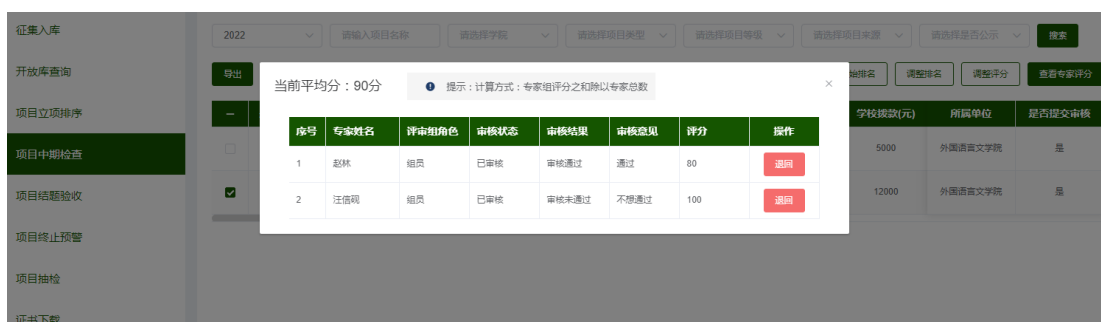 征集入库
2022 请输入项目名称 请选择学院 请选择项目类型 请选择项目等级 请选择项目来源 请选择是否公示 搜索
开放库查询
导出 始排名 调整排名 调整评分 查看专家评分
当前平均分：90分 提示：计算方式：专家组评分之和除以专家总数
项目立项排序
学校拨款(元) 所属单位 是否提交审核
序号 专家姓名 评审组角色 审核状态 审核结果 审核意见 评分 操作
项目中期检查
5000 外国语言文学院 是
1 赵林 组员 已审核 审核通过 通过 80 退回
项目结题验收
12000 外国语言文学院 是
2 汪信砚 组员 已审核 审核未通过 不想通过 100 退回
项目终止预警
项目抽检
证书下载